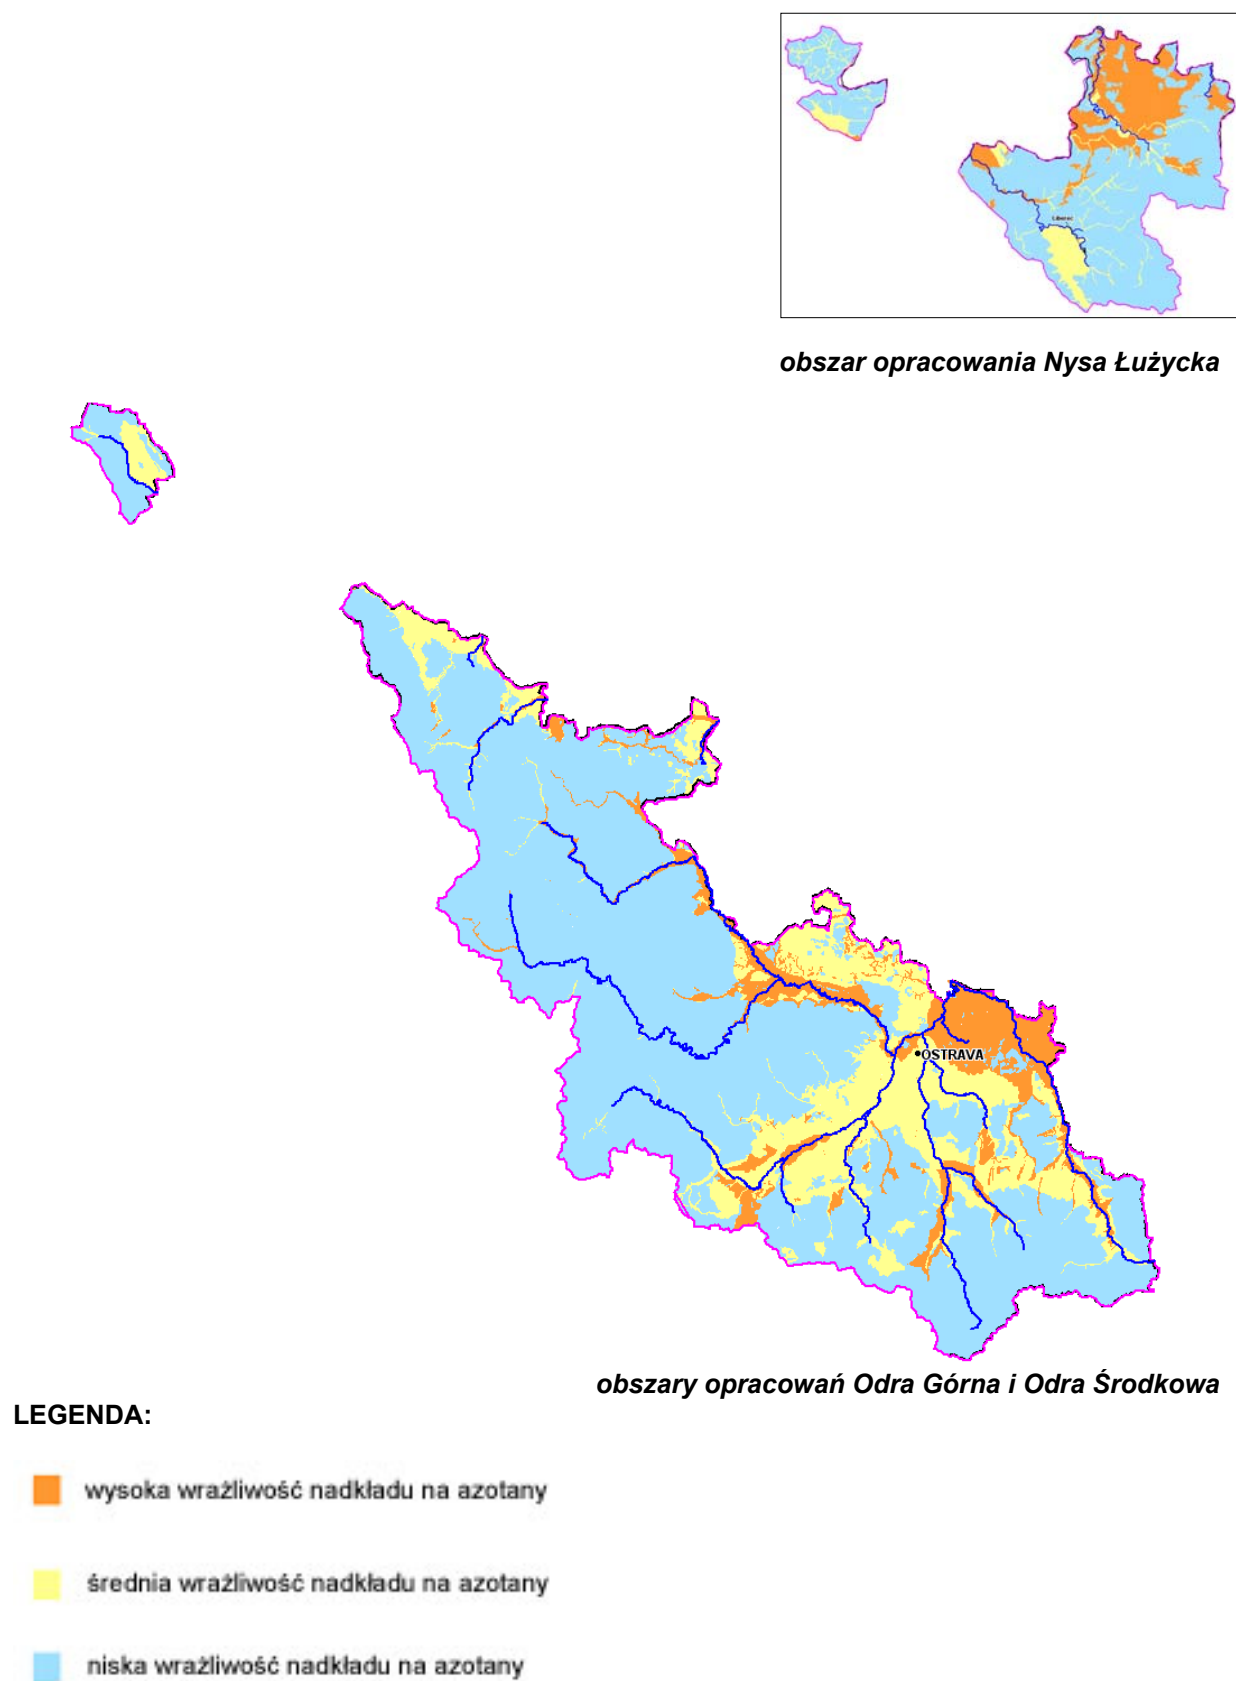 Liberec
obszar opracowania Nysa Łużycka
OSTRAVA
obszary opracowań Odra Górna i Odra Środkowa
LEGENDA:
wysoka wrażliwość nadkładu na azotany
średnia wrażliwość nadkładu na azotany
niska wrażliwość nadkładu na azotany